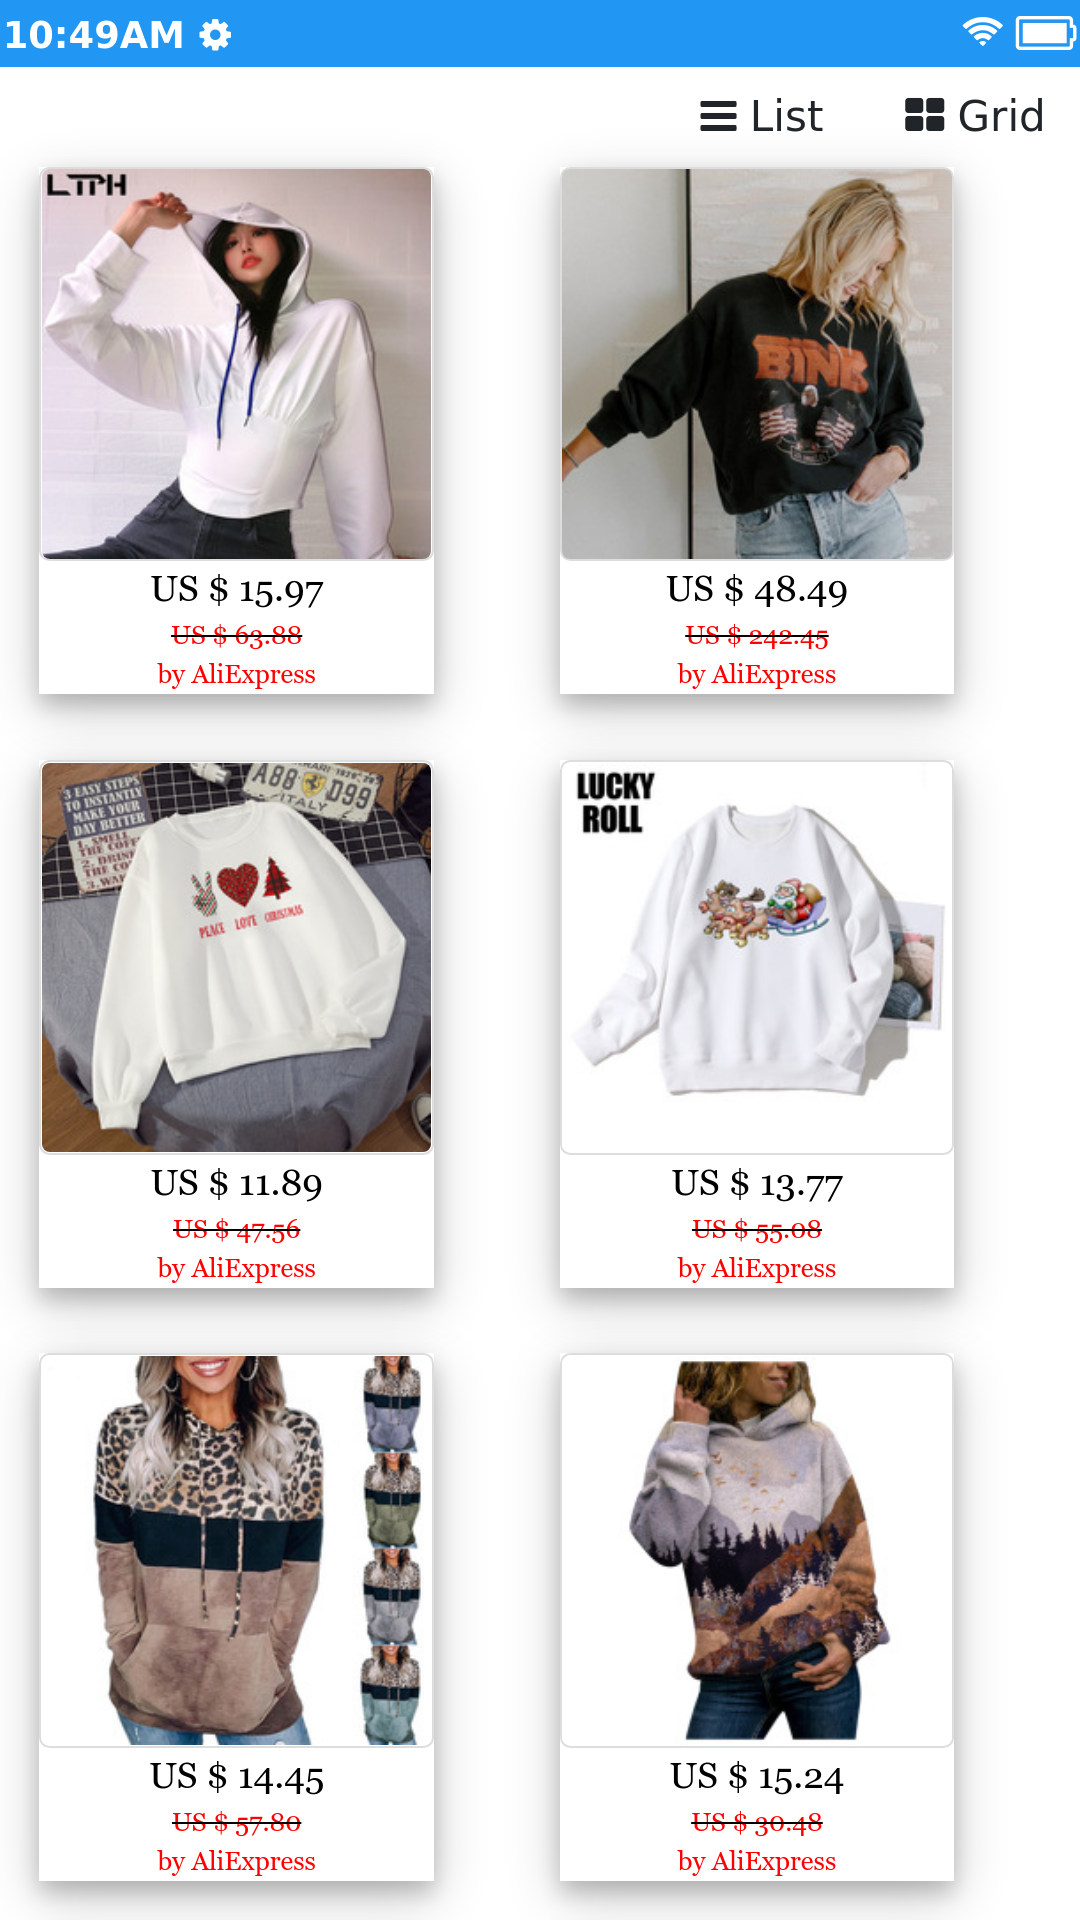 10:49AM
List
Grid
LTPH
BING
US $ 15.97
US $ 63.88
by AliExpress
US $ 48.49
US $ 242.45
by AliExpress
3 EASY STEPS
TO INSTANTLY
MAKE YOUR
DAY BETTER
1. SMELL
THE COFF
2. DRINK
THE CO
3. WA
A88 D99
ITALY
PEACE LOVE CHRISTMAS
LUCKY
ROLL
US $ 11.89
US $ 47.56
by AliExpress
US $ 13.77
US $ 55.08
by AliExpress
US $ 14.45
US $ 57.80
by AliExpress
US $ 15.24
US $ 30.48
by AliExpress